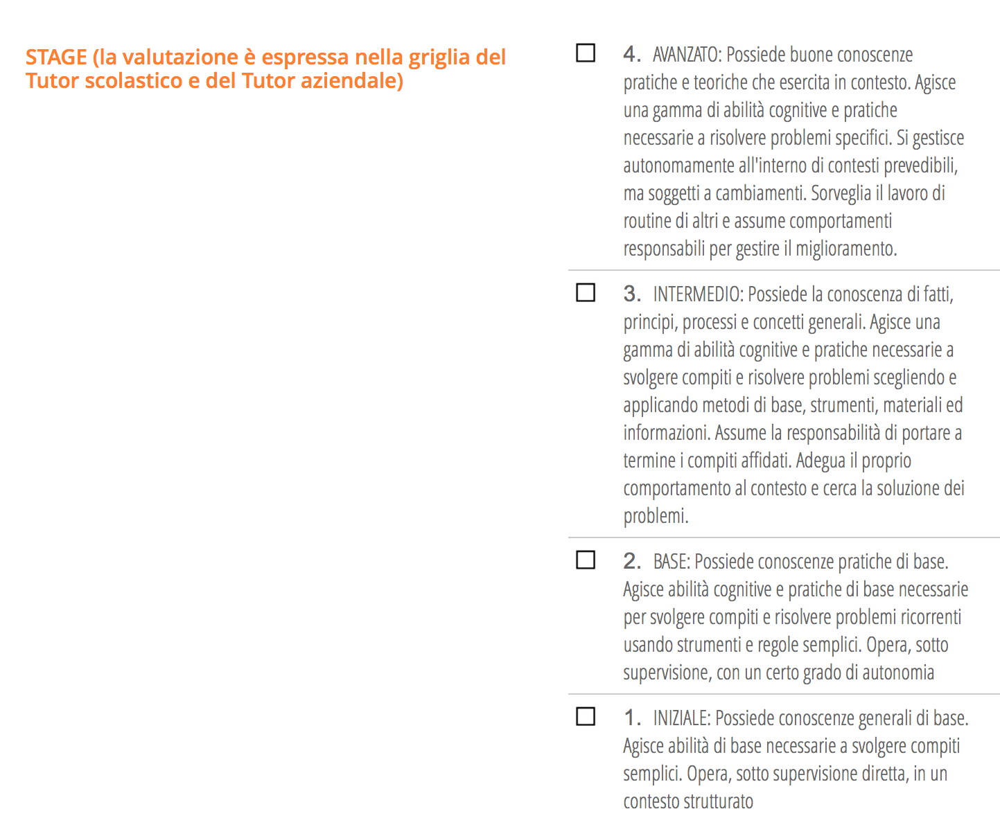 STAGE (la valutazione è espressa nella griglia del
Tutor scolastico e del Tutor aziendale)
4. AVANZATO: Possiede buone conoscenze
pratiche e teoriche che esercita in contesto. Agisce
una gamma di abilità cognitive e pratiche
necessarie a risolvere problemi specifici. Si gestisce
autonomamente all'interno di contesti prevedibili,
ma soggetti a cambiamenti. Sorveglia il lavoro di
routine di altri e assume comportamenti
responsabili per gestire il miglioramento.
3. INTERMEDIO: Possiede la conoscenza di fatti,
principi, processi e concetti generali. Agisce una
gamma di abilità cognitive e pratiche necessarie a
svolgere compiti e risolvere problemi scegliendo e
applicando metodi di base, strumenti, materiali ed
informazioni. Assume la responsabilità di portare a
termine i compiti affidati. Adegua il proprio
comportamento al contesto e cerca la soluzione dei
problemi.
2. BASE: Possiede conoscenze pratiche di base.
Agisce abilità cognitive e pratiche di base necessarie
per svolgere compiti e risolvere problemi ricorrenti
usando strumenti e regole semplici. Opera, sotto
supervisione, con un certo grado di autonomia
1. INIZIALE: Possiede conoscenze generali di base.
Agisce abilità di base necessarie a svolgere compiti
semplici. Opera, sotto supervisione diretta, in un
contesto strutturato